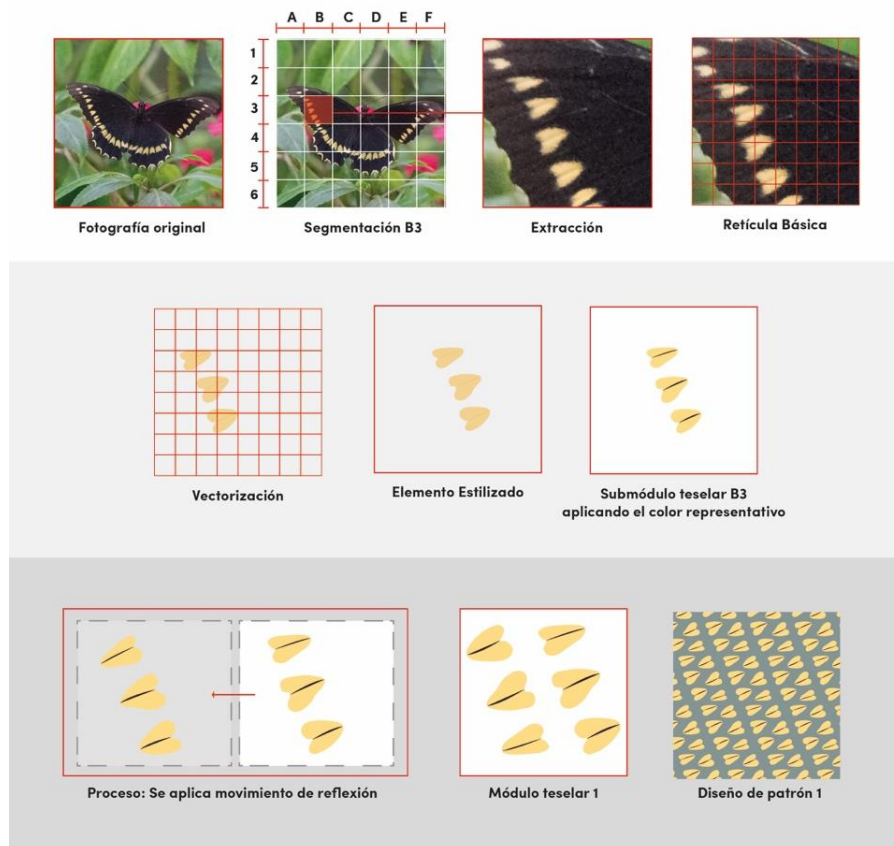 A B C D E F
1
2
3
4
5
6
Fotografía original
Segmentación B3
Extracción
Retícula Básica
Vectorización
Elemento Estilizado
Submódulo teselar B3
aplicando el color representativo
Proceso: Se aplica movimiento de reflexión
Módulo teselar 1
Diseño de patrón 1